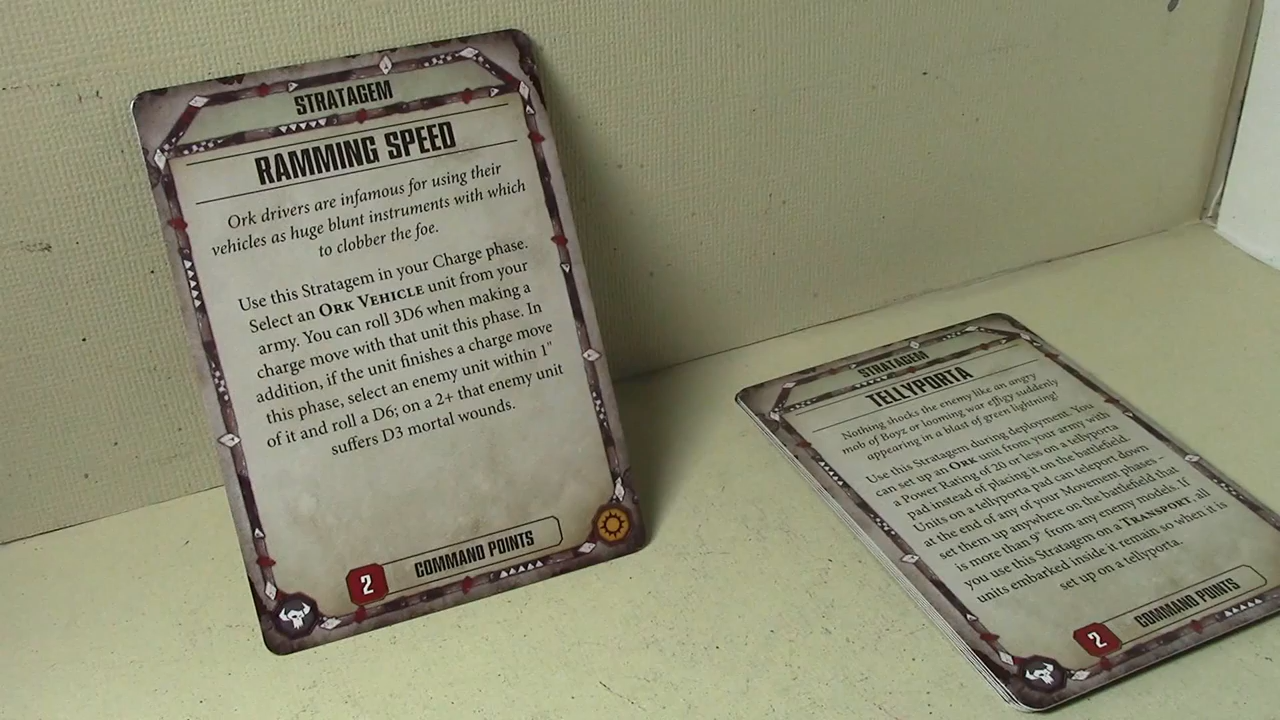 STRATAGEM
RAMMING SPEED
Ork drivers are infamous for using their
vehicles as huge blunt instruments with which
to clobber the foe.
Use this Stratagem in your Charge phase.
Select an ORK VEHICLE unit from your
army. You can roll 3D6 when making a
charge move with that unit this phase. In
addition, if the unit finishes a charge move
this phase, select an enemy unit within 1"
of it and roll a D6; on a 2+ that enemy unit
suffers D3 mortal wounds.
2 COMMAND POINTS
STRATAGEM
TELLYPORTA
Nothing shocks the enemy like an angry
mob of Boyz or looming war effigy suddenly
appearing in a blast of green lightning!
Use this Stratagem during deployment. You
can set up an ORK unit from your army with
a Power Rating of 20 or less on a tellyporta
pad instead of placing it on the battlefield.
Units on a tellyporta pad can teleport down
at the end of any of your Movement phases –
set them up anywhere on the battlefield that
is more than 9" from any enemy models. If
you use this Stratagem on a TRANSPORT, all
units embarked inside it remain so when it is
set up on a tellyporta.
2 COMMAND POINTS